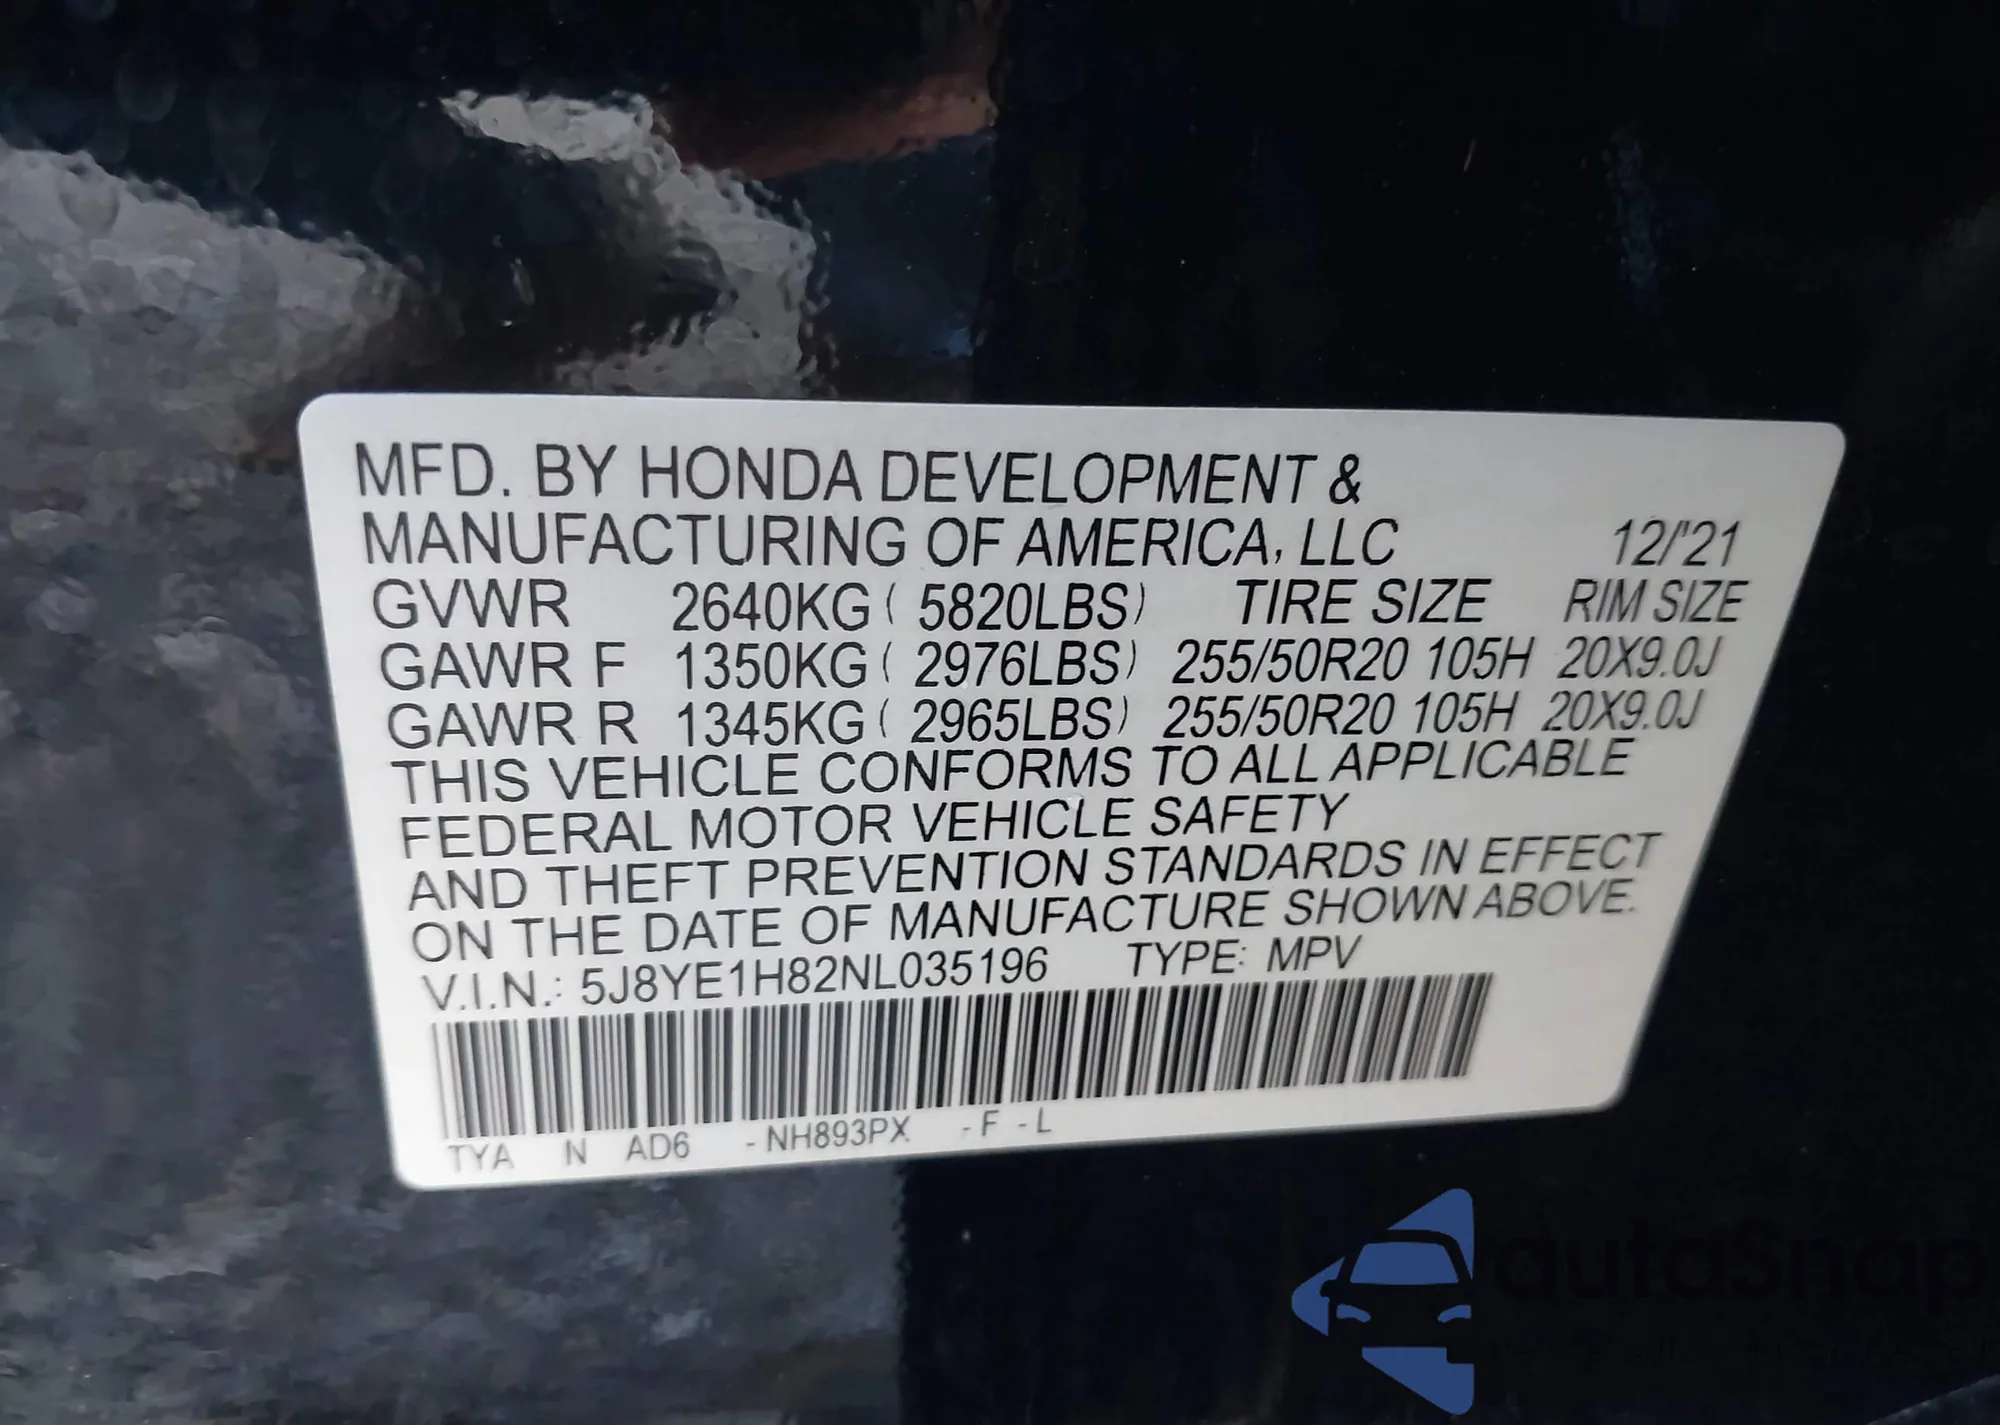 MFD. BY HONDA DEVELOPMENT &
MANUFACTURING OF AMERICA, LLC 12/'21
GVWR 2640KG ( 5820LBS) TIRE SIZE RIM SIZE
GAWR F 1350KG ( 2976LBS) 255/50R20 105H 20X9.0J
GAWR R 1345KG ( 2965LBS) 255/50R20 105H 20X9.0J
THIS VEHICLE CONFORMS TO ALL APPLICABLE
FEDERAL MOTOR VEHICLE SAFETY
AND THEFT PREVENTION STANDARDS IN EFFECT
ON THE DATE OF MANUFACTURE SHOWN ABOVE.
V.I.N.: 5J8YE1H82NL035196 TYPE: MPV
TYA N AD6 -NH893PX -F -L
autoSnap